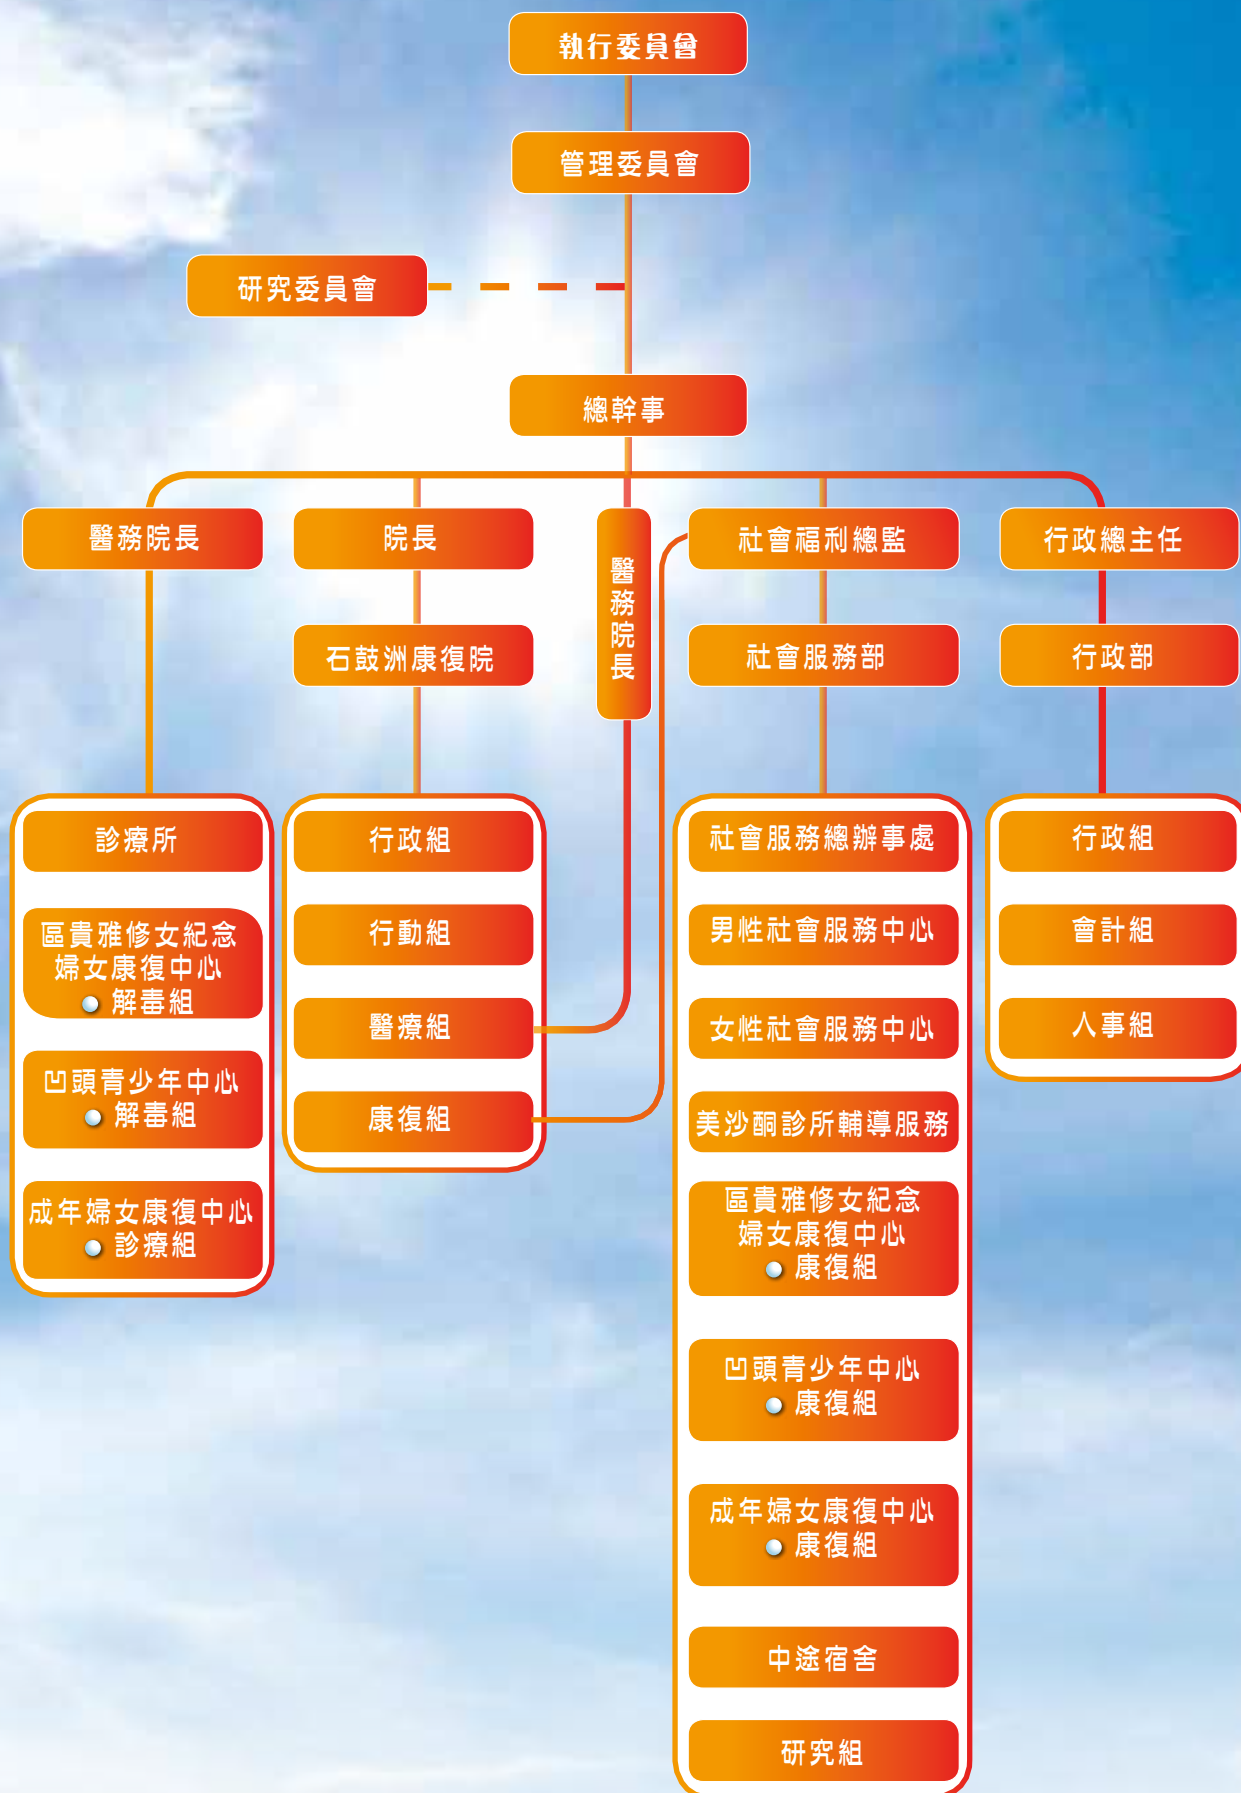 執行委員會
管理委員會
研究委員會
總幹事
醫務院長
院長
醫務院長
社會福利總監
行政總主任
石鼓洲康復院
社會服務部
行政部
診療所
區貴雅修女紀念
婦女康復中心
解毒組
凹頭青少年中心
解毒組
成年婦女康復中心
診療組
行政組
行動組
醫療組
康復組
社會服務總辦事處
男性社會服務中心
女性社會服務中心
美沙酮診所輔導服務
區貴雅修女紀念
婦女康復中心
康復組
凹頭青少年中心
康復組
成年婦女康復中心
康復組
中途宿舍
研究組
行政組
會計組
人事組